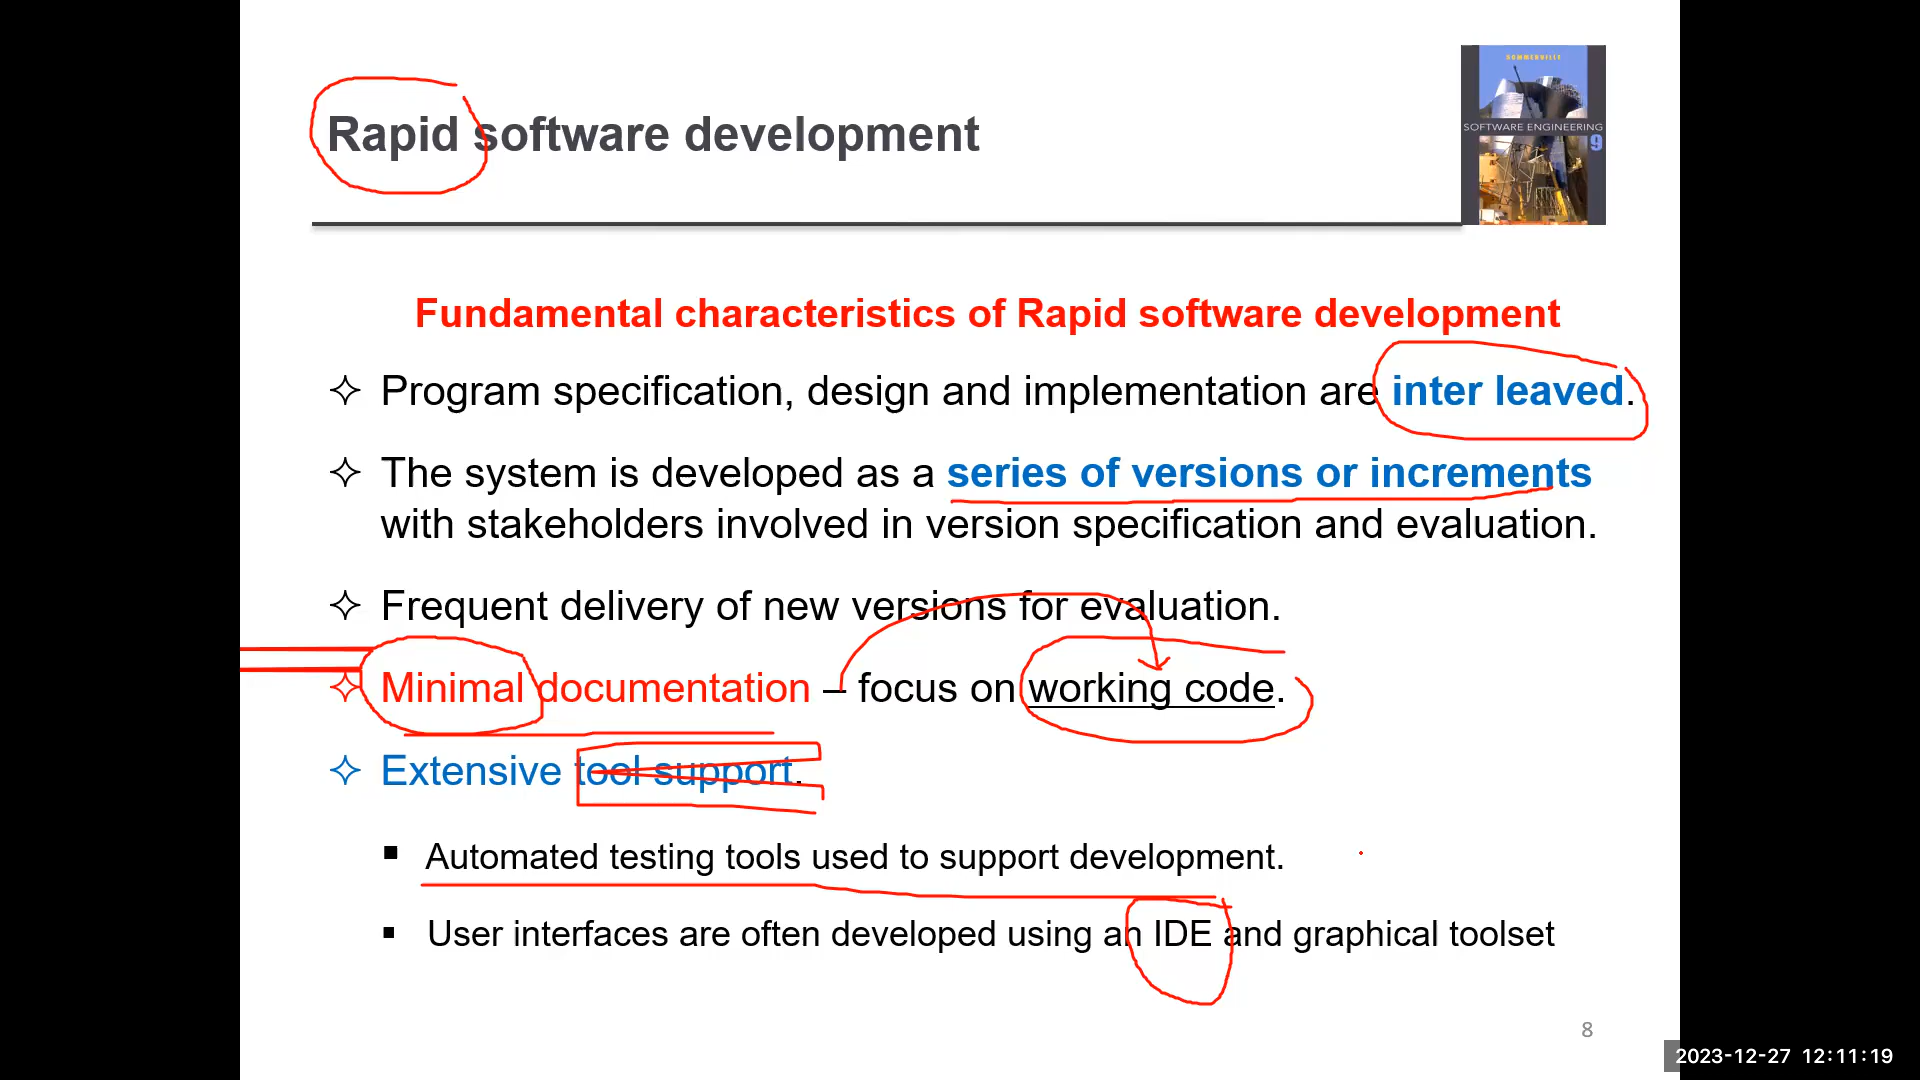 SOMMERVILLE
Rapid software development
SOFTWARE ENGINEERING
9
Fundamental characteristics of Rapid software development
✧ Program specification, design and implementation are inter leaved.
✧ The system is developed as a series of versions or increments
with stakeholders involved in version specification and evaluation.
✧ Frequent delivery of new versions for evaluation.
✧ Minimal documentation – focus on working code.
✧ Extensive tool support.
▪ Automated testing tools used to support development.
▪ User interfaces are often developed using an IDE and graphical toolset
8
2023-12-27 12:11:19